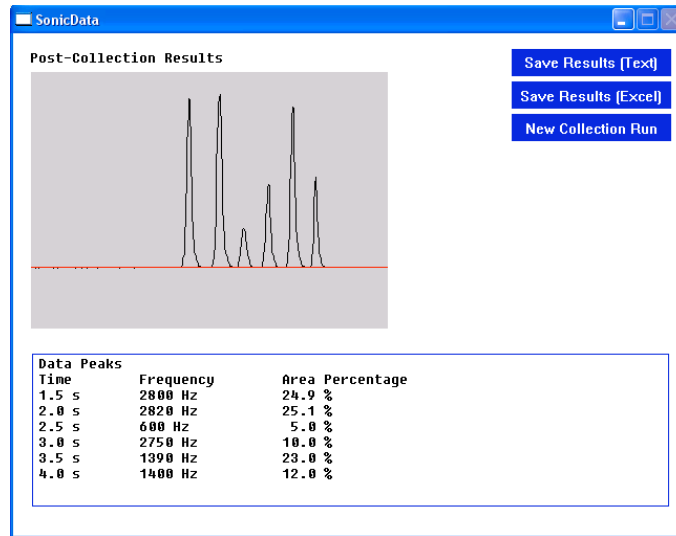 SonicData
Post-Collection Results
Save Results (Text)
Save Results (Excel)
New Collection Run
Data Peaks
Time Frequency Area Percentage
1.5 s 2800 Hz 24.9 %
2.0 s 2820 Hz 25.1 %
2.5 s 600 Hz 5.0 %
3.0 s 2750 Hz 10.0 %
3.5 s 1390 Hz 23.0 %
4.0 s 1400 Hz 12.0 %